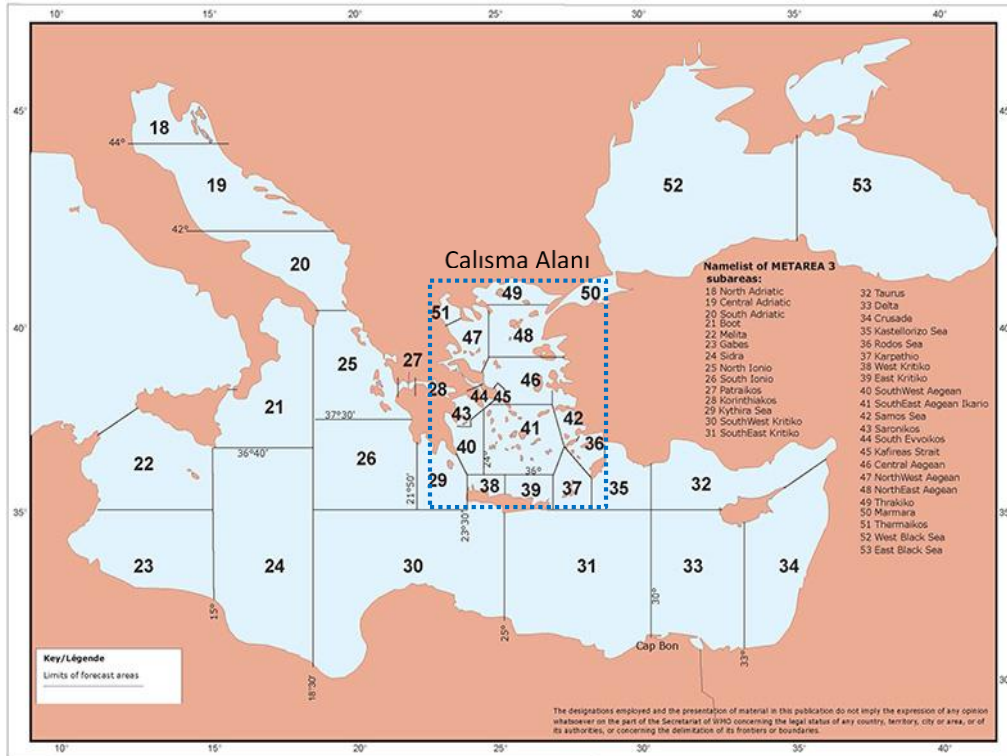 10° 15° 20° 25° 30° 35° 40°
45° 45°
40° 40°
35° 35°
30°
44°
42°
18
19
20
52
53
Calısma Alanı
49
50
51
47
48
27
28
46
44
45
43
42
41
40
36
25
21
37°30'
22
36°40'
26
21°50'
29
24°
36°
38
39
37
35
32
23°30'
23
24
30
31
33
34
15°
18°30'
25°
30°
33°
Cap Bon
Namelist of METAREA 3
subareas:
18 North Adriatic
19 Central Adriatic
20 South Adriatic
21 Boot
22 Melita
23 Gabes
24 Sidra
25 North Ionio
26 South Ionio
27 Patraikos
28 Korinthiakos
29 Kythira Sea
30 SouthWest Kritiko
31 SouthEast Kritiko
32 Taurus
33 Delta
34 Crusade
35 Kastellorizo Sea
36 Rodos Sea
37 Karpathio
38 West Kritiko
39 East Kritiko
40 SouthWest Aegean
41 SouthEast Aegean Ikario
42 Samos Sea
43 Saronikos
44 South Evvoikos
45 Kafireas Strait
46 Central Aegean
47 NorthWest Aegean
48 NorthEast Aegean
49 Thrakiko
50 Marmara
51 Thermaikos
52 West Black Sea
53 East Black Sea
Key/Légende
Limits of forecast areas
The designations employed and the presentation of material in this publication do not imply the expression of any opinion
whatsoever on the part of the Secretariat of WMO concerning the legal status of any country, territory, city or area, or of
its authorities, or concerning the delimitation of its frontiers or boundaries.
10° 15° 20° 25° 30° 35° 40°